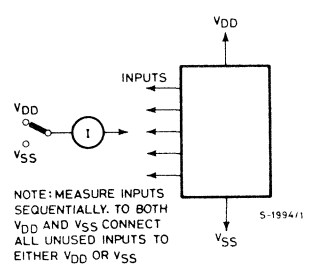 VDD
INPUTS
VDD
I
VSS
NOTE: MEASURE INPUTS
SEQUENTIALLY. TO BOTH
VDD AND VSS CONNECT
ALL UNUSED INPUTS TO
EITHER VDD OR VSS
S-1994/1
VSS